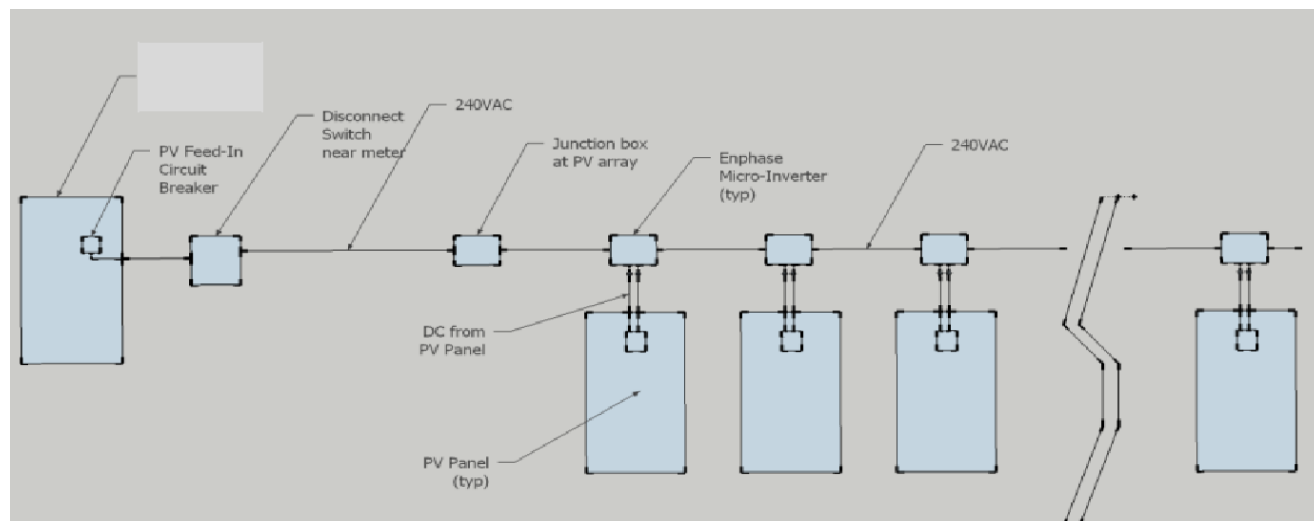 PV Feed-In
Circuit
Breaker
Disconnect
Switch
near meter
240VAC
Junction box
at PV array
Enphase
Micro-Inverter
(typ)
240VAC
DC from
PV Panel
PV Panel
(typ)